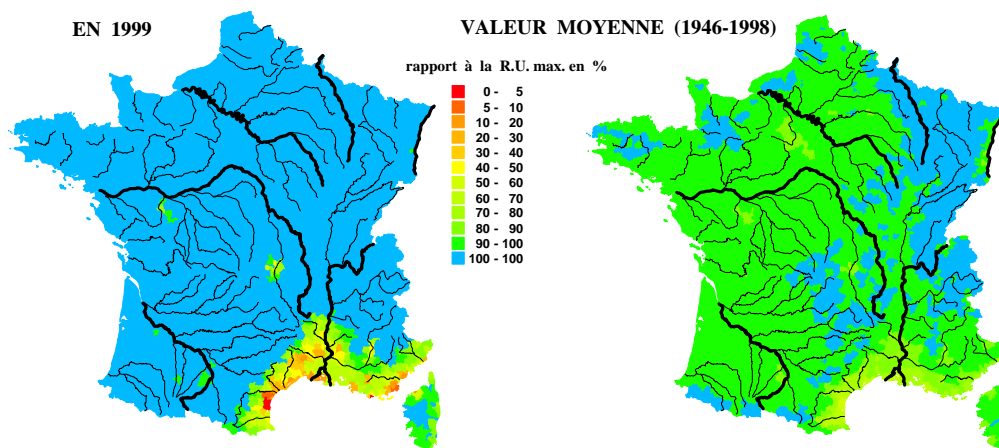 EN 1999
VALEUR MOYENNE (1946-1998)
rapport à la R.U. max. en %
0 - 5
5 - 10
10 - 20
20 - 30
30 - 40
40 - 50
50 - 60
60 - 70
70 - 80
80 - 90
90 - 100
100 - 100